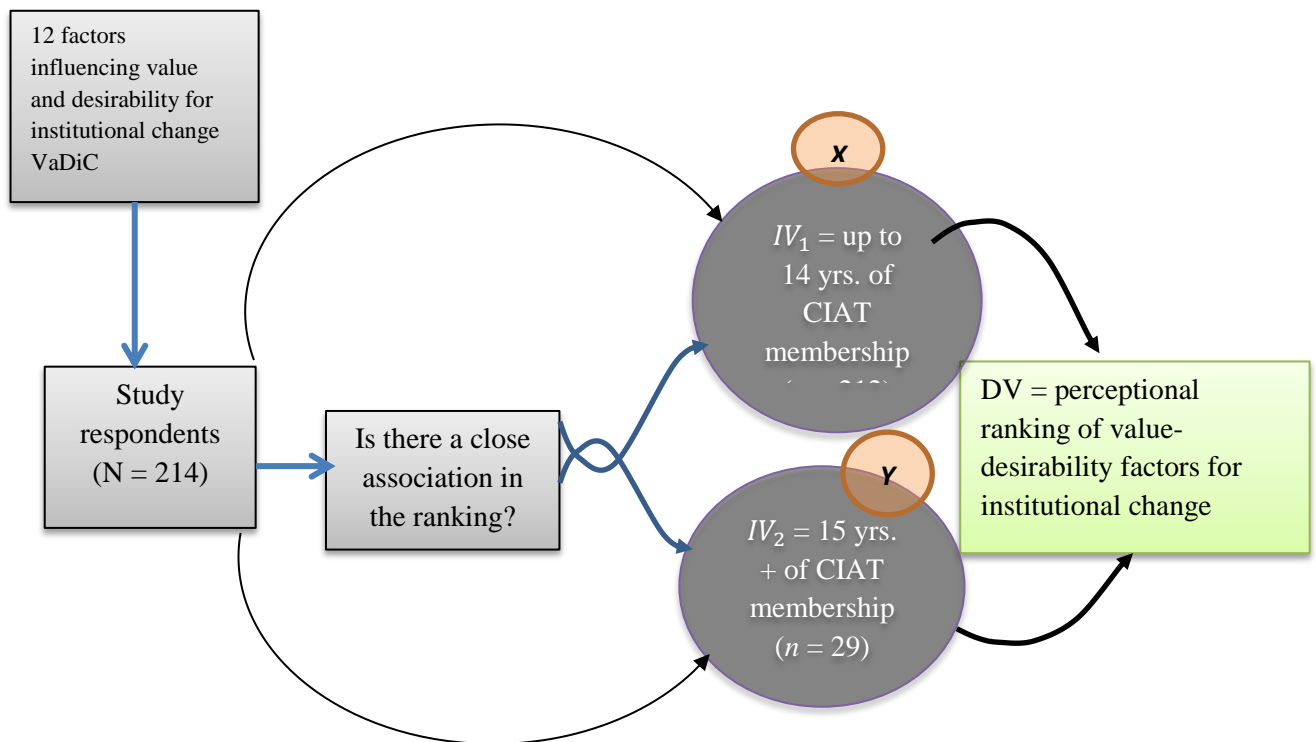 12 factors
influencing value
and desirability for
institutional change
VaDiC
Study
respondents
(N = 214)
Is there a close
association in
the ranking?
X
IV₁ = up to
14 yrs. of
CIAT
membership
Y
IV₂ = 15 yrs.
+ of CIAT
membership
(n = 29)
DV = perceptional
ranking of value-
desirability factors for
institutional change